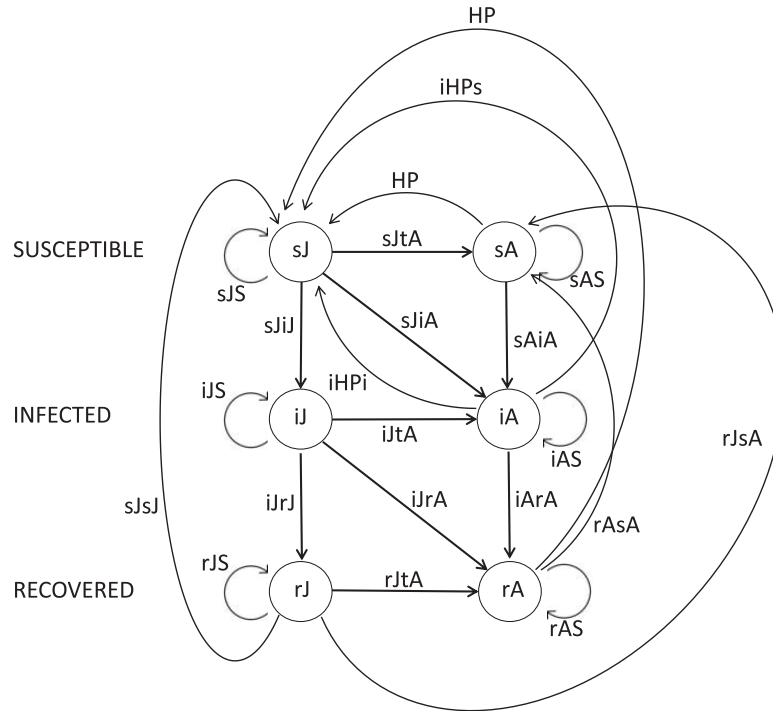 HP
iHPs
HP
SUSCEPTIBLE
sJ
sJtA
sA
sJS
sAS
sJiJ
sJiA
sAiA
iHPi
iJS
INFECTED
iJ
iJtA
iA
iAS
rJsA
sJsJ
iJrJ
iJrA
iArA
rAsA
rJS
RECOVERED
rJ
rJtA
rA
rAS